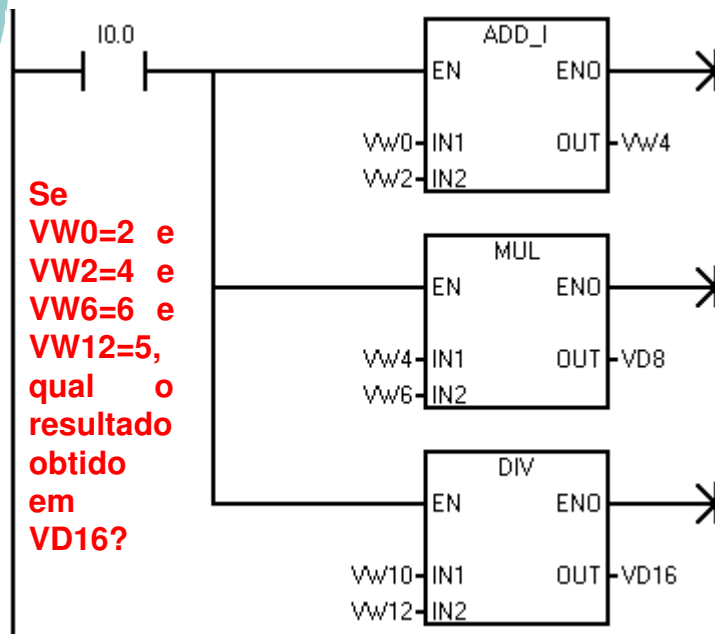 I0.0
ADD_I
EN ENO
VW0 IN1 OUT VW4
VW2 IN2
Se
VW0=2 e
VW2=4 e
VW6=6 e
VW12=5,
qual o
resultado
obtido
em
VD16?
MUL
EN ENO
VW4 IN1 OUT VD8
VW6 IN2
DIV
EN ENO
VW10 IN1 OUT VD16
VW12 IN2